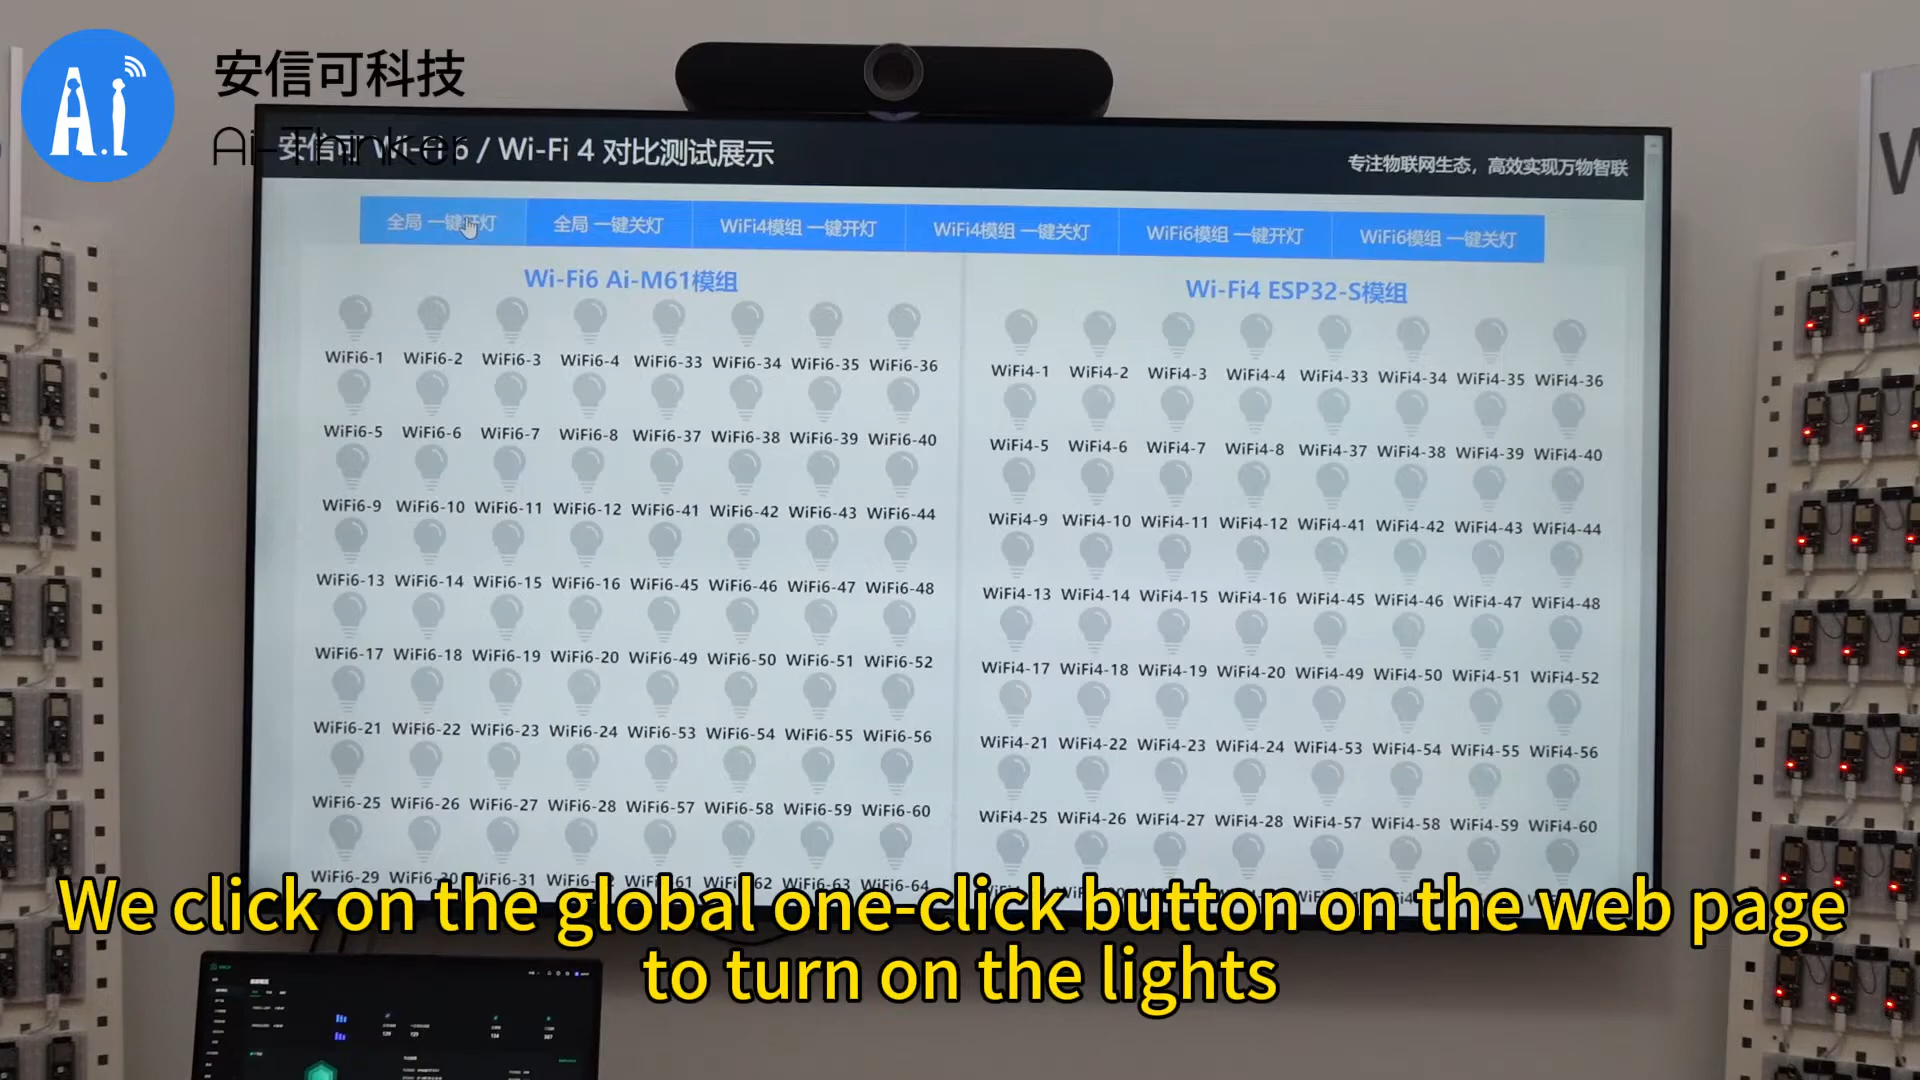 安信可科技
Ai-Thinker
安信可 Wi-Fi 6 / Wi-Fi 4 对比测试展示
专注物联网生态，高效实现万物智联
全局 一键开灯
全局 一键关灯
WiFi4模组 一键开灯
WiFi4模组 一键关灯
WiFi6模组 一键开灯
WiFi6模组 一键关灯
Wi-Fi6 Ai-M61模组
WiFi6-1 WiFi6-2 WiFi6-3 WiFi6-4 WiFi6-33 WiFi6-34 WiFi6-35 WiFi6-36
WiFi6-5 WiFi6-6 WiFi6-7 WiFi6-8 WiFi6-37 WiFi6-38 WiFi6-39 WiFi6-40
WiFi6-9 WiFi6-10 WiFi6-11 WiFi6-12 WiFi6-41 WiFi6-42 WiFi6-43 WiFi6-44
WiFi6-13 WiFi6-14 WiFi6-15 WiFi6-16 WiFi6-45 WiFi6-46 WiFi6-47 WiFi6-48
WiFi6-17 WiFi6-18 WiFi6-19 WiFi6-20 WiFi6-49 WiFi6-50 WiFi6-51 WiFi6-52
WiFi6-21 WiFi6-22 WiFi6-23 WiFi6-24 WiFi6-53 WiFi6-54 WiFi6-55 WiFi6-56
WiFi6-25 WiFi6-26 WiFi6-27 WiFi6-28 WiFi6-57 WiFi6-58 WiFi6-59 WiFi6-60
WiFi6-29 WiFi6-30 WiFi6-31 WiFi6-61 WiFi6-62 WiFi6-63 WiFi6-64
Wi-Fi4 ESP32-S模组
WiFi4-1 WiFi4-2 WiFi4-3 WiFi4-4 WiFi4-33 WiFi4-34 WiFi4-35 WiFi4-36
WiFi4-5 WiFi4-6 WiFi4-7 WiFi4-8 WiFi4-37 WiFi4-38 WiFi4-39 WiFi4-40
WiFi4-9 WiFi4-10 WiFi4-11 WiFi4-12 WiFi4-41 WiFi4-42 WiFi4-43 WiFi4-44
WiFi4-13 WiFi4-14 WiFi4-15 WiFi4-16 WiFi4-45 WiFi4-46 WiFi4-47 WiFi4-48
WiFi4-17 WiFi4-18 WiFi4-19 WiFi4-20 WiFi4-49 WiFi4-50 WiFi4-51 WiFi4-52
WiFi4-21 WiFi4-22 WiFi4-23 WiFi4-24 WiFi4-53 WiFi4-54 WiFi4-55 WiFi4-56
WiFi4-25 WiFi4-26 WiFi4-27 WiFi4-28 WiFi4-57 WiFi4-58 WiFi4-59 WiFi4-60
We click on the global one-click button on the web page
to turn on the lights